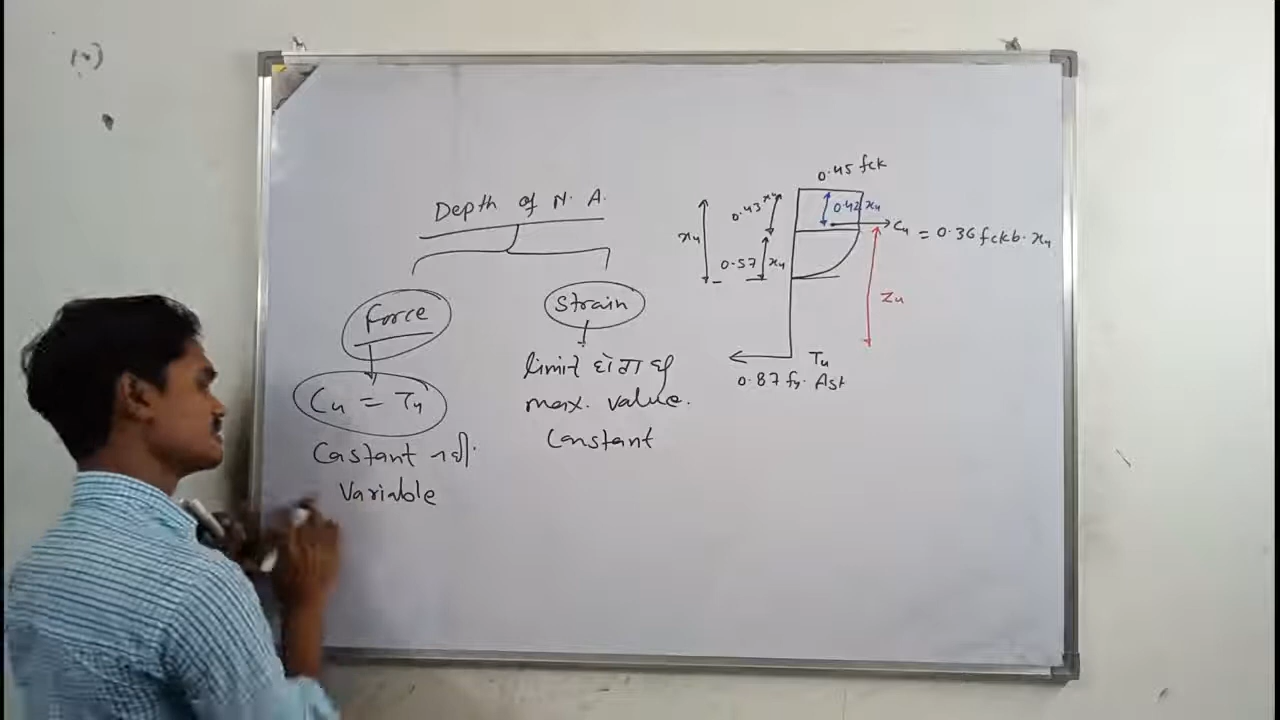 Depth of N. A.
Force
Cu = Tu
Castant नही.
Variable
Strain
limit होगा
max. value.
Constant
0.45 fck
0.43 xu
0.42 xu
xu
0.57 xu
Cu = 0.36 fck b. xu
Zu
Tu
0.87 fy. Ast